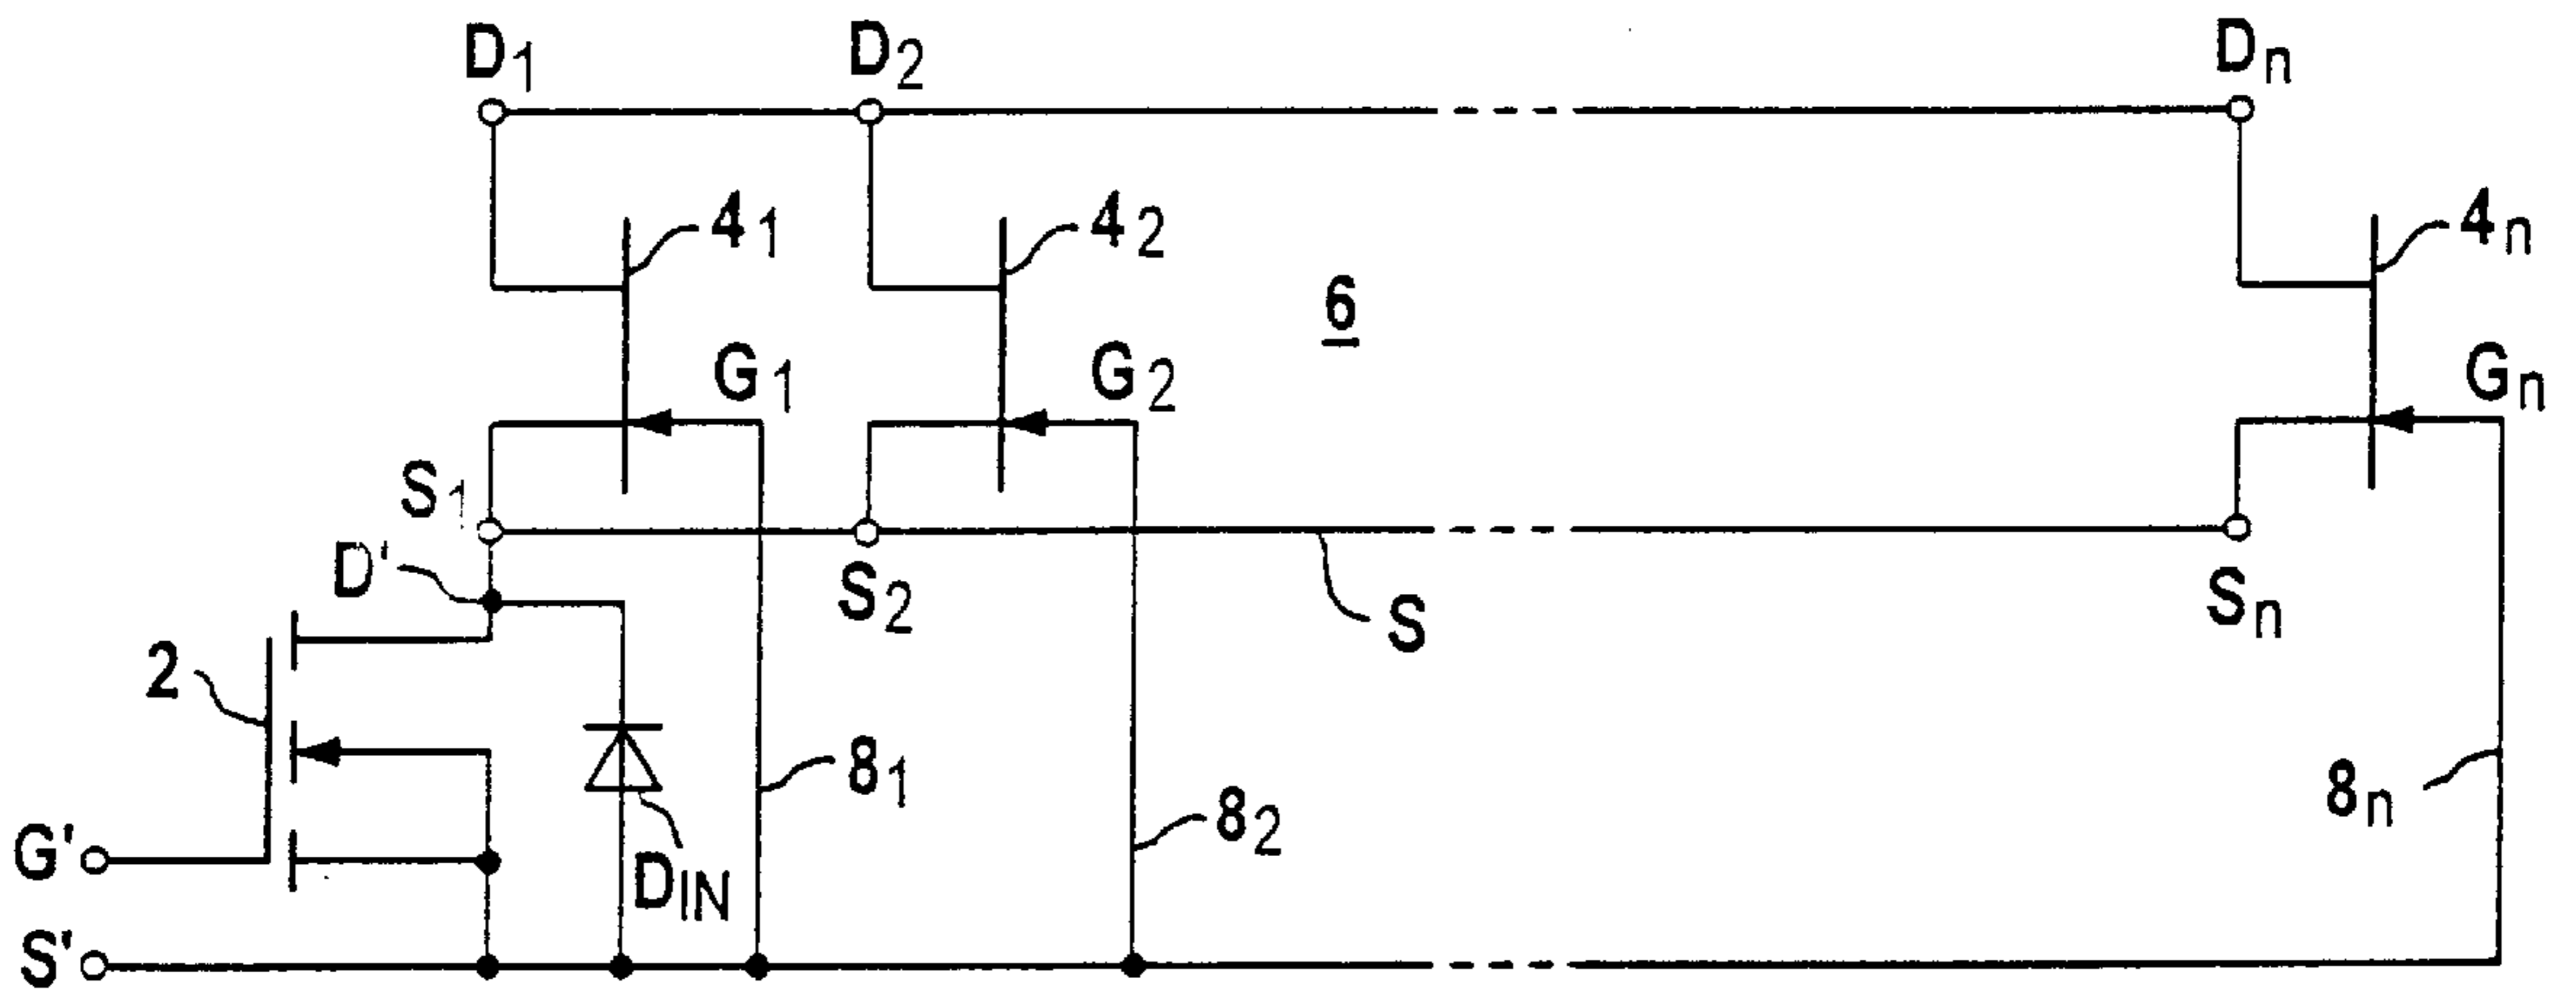 D1 D2 Dn
41 42 4n
6
G1 G2 Gn
S1
D'
S2 S Sn
2
81 82 8n
G' DIN
S'